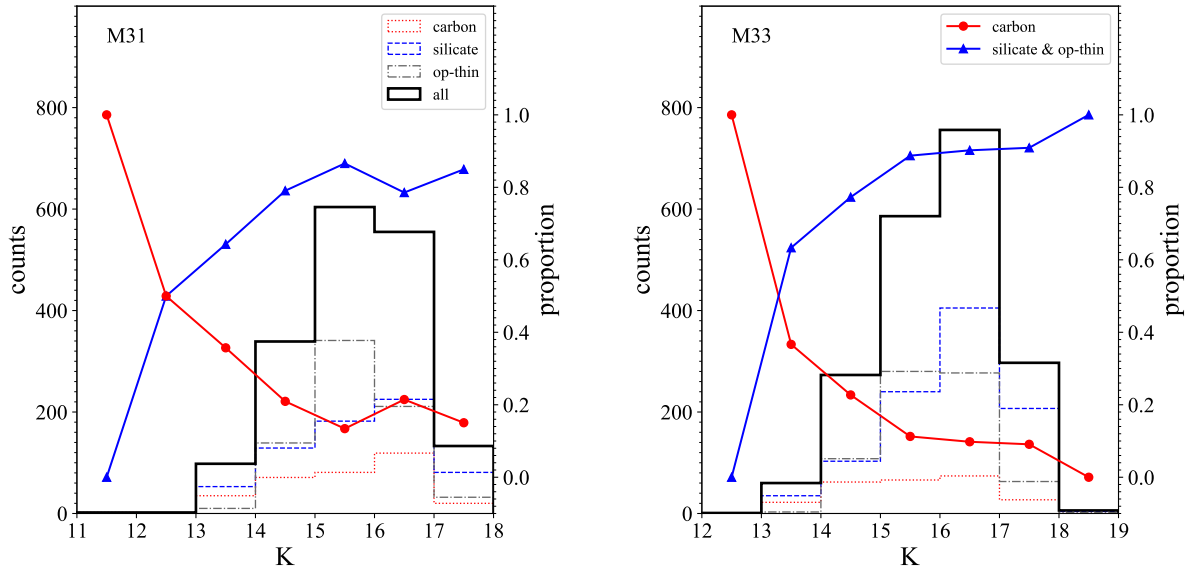 M31
carbon
silicate
op-thin
all
counts
0
200
400
600
800
0.0
0.2
0.4
0.6
0.8
1.0
proportion
11 12 13 14 15 16 17 18
K
M33
carbon
silicate & op-thin
counts
0
200
400
600
800
0.0
0.2
0.4
0.6
0.8
1.0
proportion
12 13 14 15 16 17 18 19
K